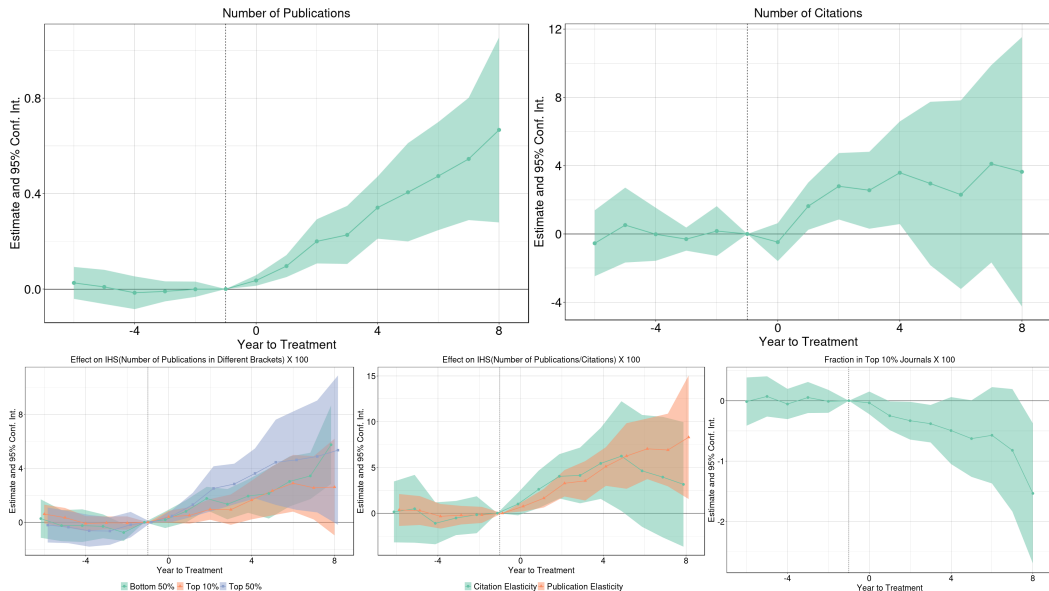 Number of Publications
Estimate and 95% Conf. Int.
0.8
0.4
0.0
-4
0
4
8
Year to Treatment
Number of Citations
Estimate and 95% Conf. Int.
12
8
4
0
-4
-4
0
4
8
Year to Treatment
Effect on IHS(Number of Publications in Different Brackets) X 100
Estimate and 95% Conf. Int.
8
4
0
-4
0
4
8
Year to Treatment
Bottom 50% Top 10% Top 50%
Effect on IHS(Number of Publications/Citations) X 100
Estimate and 95% Conf. Int.
15
10
5
0
-4
0
4
8
Year to Treatment
Citation Elasticity Publication Elasticity
Fraction in Top 10% Journals X 100
Estimate and 95% Conf. Int.
0
-1
-2
-4
0
4
8
Year to Treatment